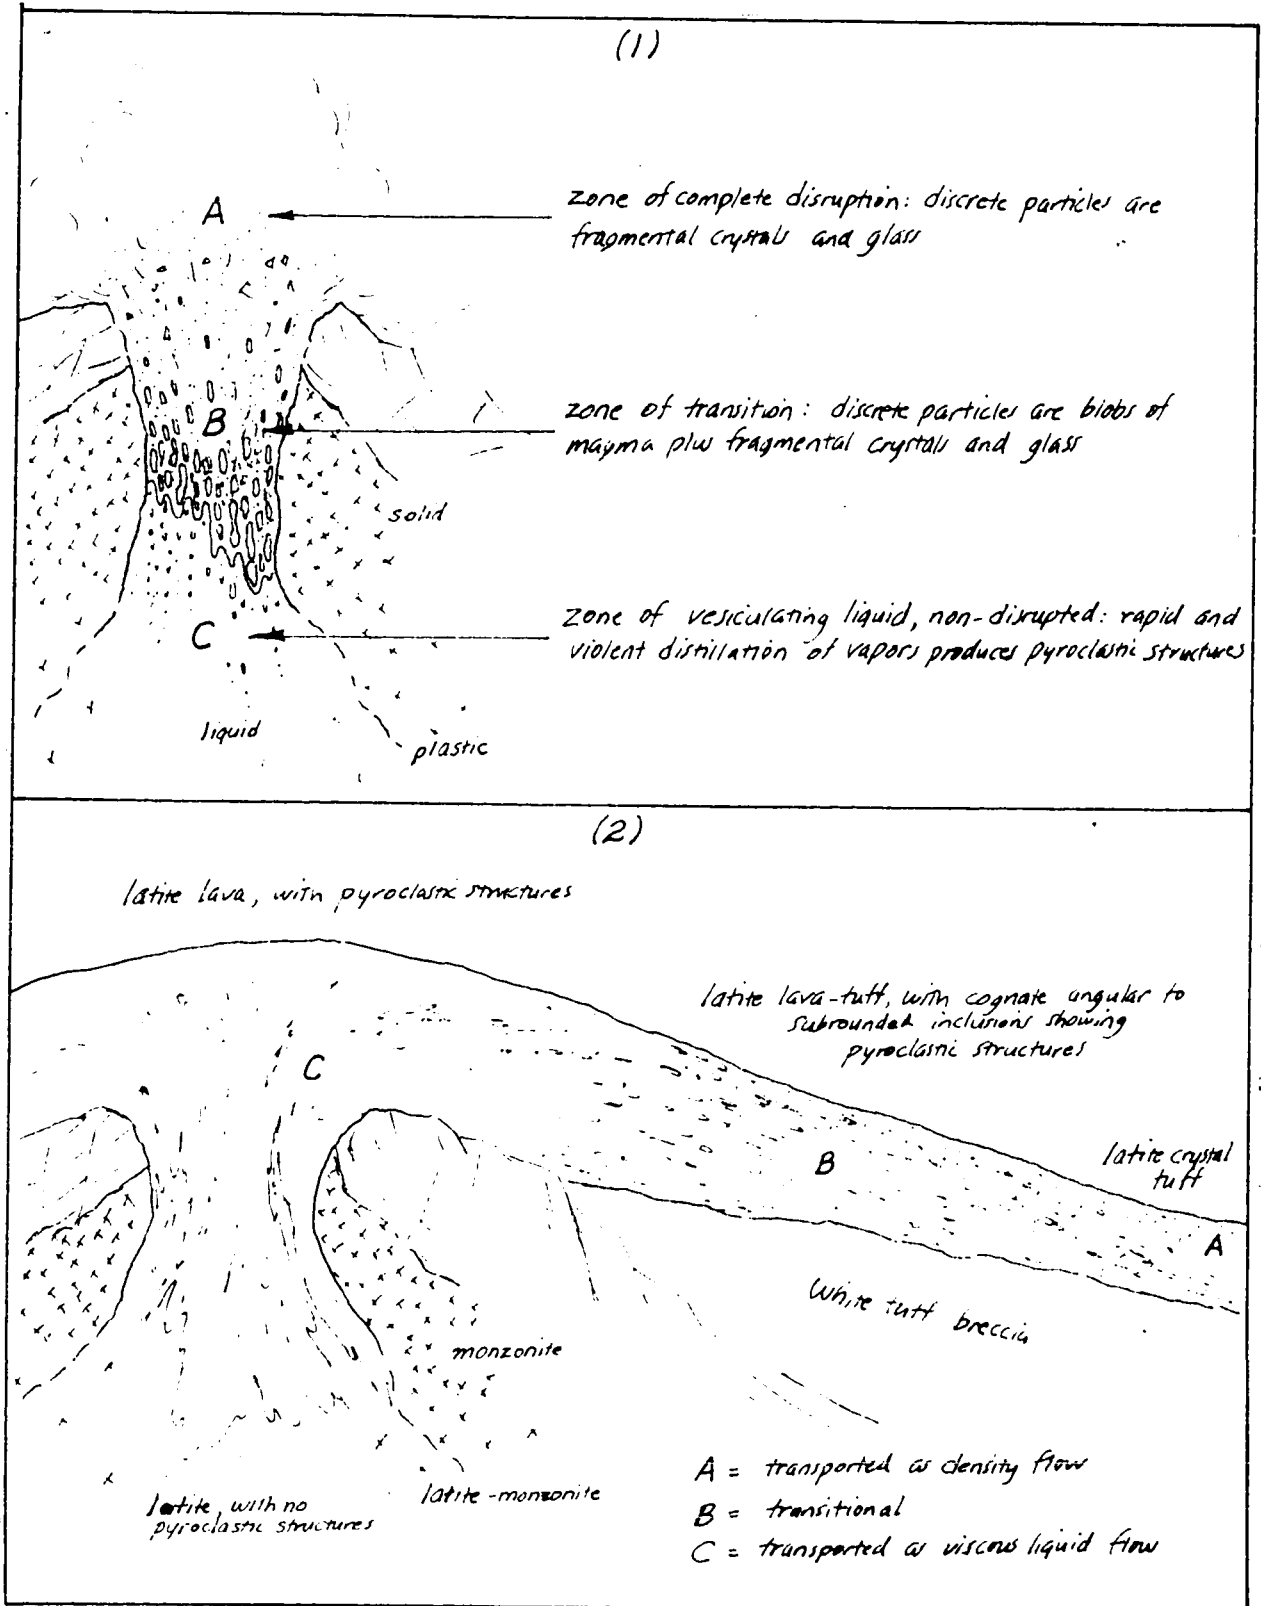 (1)
A
zone of complete disruption: discrete particles are
fragmental crystals and glass
B
zone of transition: discrete particles are blobs of
magma plus fragmental crystals and glass
solid
C
zone of vesiculating liquid, non-disrupted: rapid and
violent distillation of vapors produces pyroclastic structures
liquid
plastic
(2)
latite lava, with pyroclastic structures
latite lava-tuff, with cognate angular to
subrounded inclusions showing
pyroclastic structures
C
B
latite crystal
tuff
A
White tuff breccia
monzonite
latite-monzonite
latite, with no
pyroclastic structures
A = transported as density flow
B = transitional
C = transported as viscous liquid flow